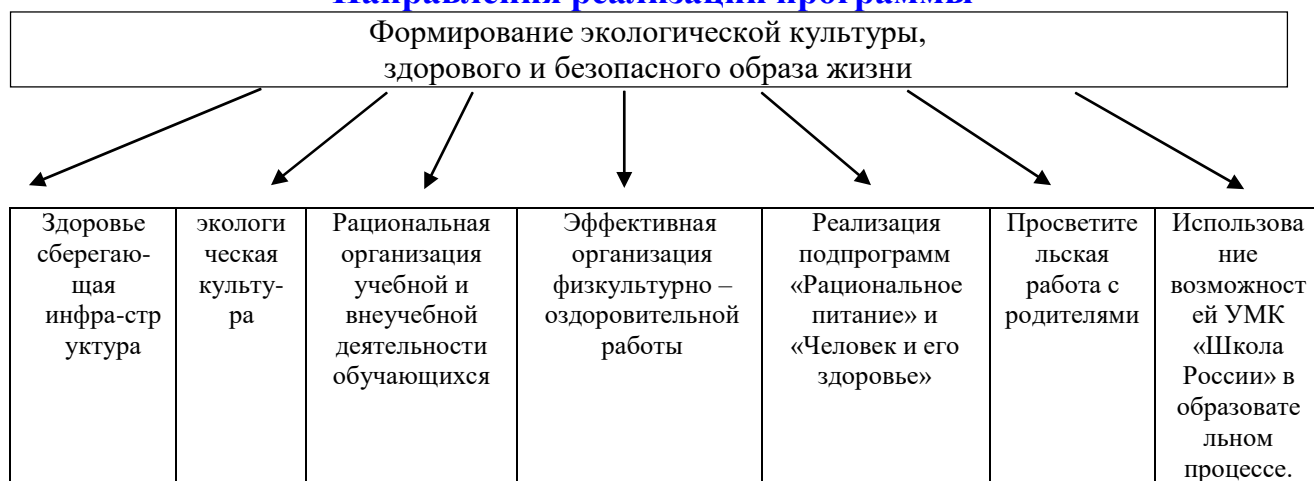 Направления реализации программы
Формирование экологической культуры,
здорового и безопасного образа жизни
Здоровье
сберегаю-
щая
инфра-стр
уктура
экологи
ческая
культу-
ра
Рациональная
организация
учебной и
внеучебной
деятельности
обучающихся
Эффективная
организация
физкультурно –
оздоровительной
работы
Реализация
подпрограмм
«Рациональное
питание» и
«Человек и его
здоровье»
Просветите
льская
работа с
родителями
Использова
ние
возможност
ей УМК
«Школа
России» в
образовате
льном
процессе.